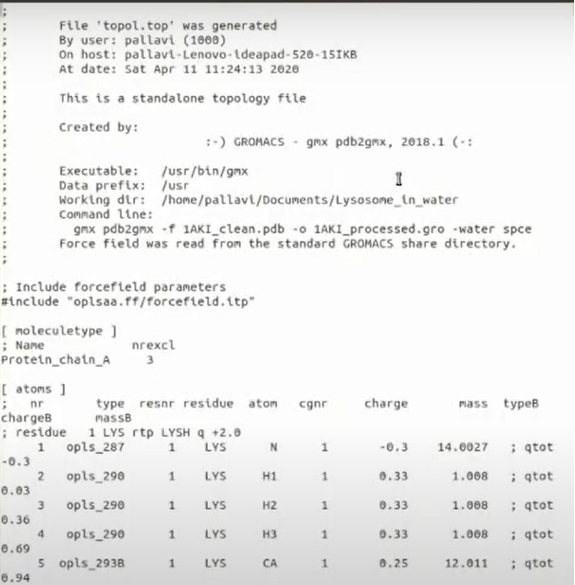 ;
;	File 'topol.top' was generated
;	By user: pallavi (1000)
;	On host: pallavi-Lenovo-ideapad-520-15IKB
;	At date: Sat Apr 11 11:24:13 2020
;
;	This is a standalone topology file
;
;	Created by:
;	                    :-) GROMACS - gmx pdb2gmx, 2018.1 (-:
;
;	Executable:   /usr/bin/gmx
;	Data prefix:  /usr
;	Working dir:  /home/pallavi/Documents/Lysosome_in_water
;	Command line:
;	  gmx pdb2gmx -f 1AKI_clean.pdb -o 1AKI_processed.gro -water spce
;	Force field was read from the standard GROMACS share directory.
;

; Include forcefield parameters
#include "oplsaa.ff/forcefield.itp"

[ moleculetype ]
; Name            nrexcl
Protein_chain_A     3

[ atoms ]
;   nr       type  resnr residue  atom   cgnr     charge       mass  typeB
chargeB      massB
; residue   1 LYS rtp LYSH q +2.0
     1   opls_287      1    LYS      N      1       -0.3    14.0027   ; qtot
-0.3
     2   opls_290      1    LYS     H1      1       0.33      1.008   ; qtot
0.03
     3   opls_290      1    LYS     H2      1       0.33      1.008   ; qtot
0.36
     4   opls_290      1    LYS     H3      1       0.33      1.008   ; qtot
0.69
     5  opls_293B      1    LYS     CA      1       0.25     12.011   ; qtot
0.94